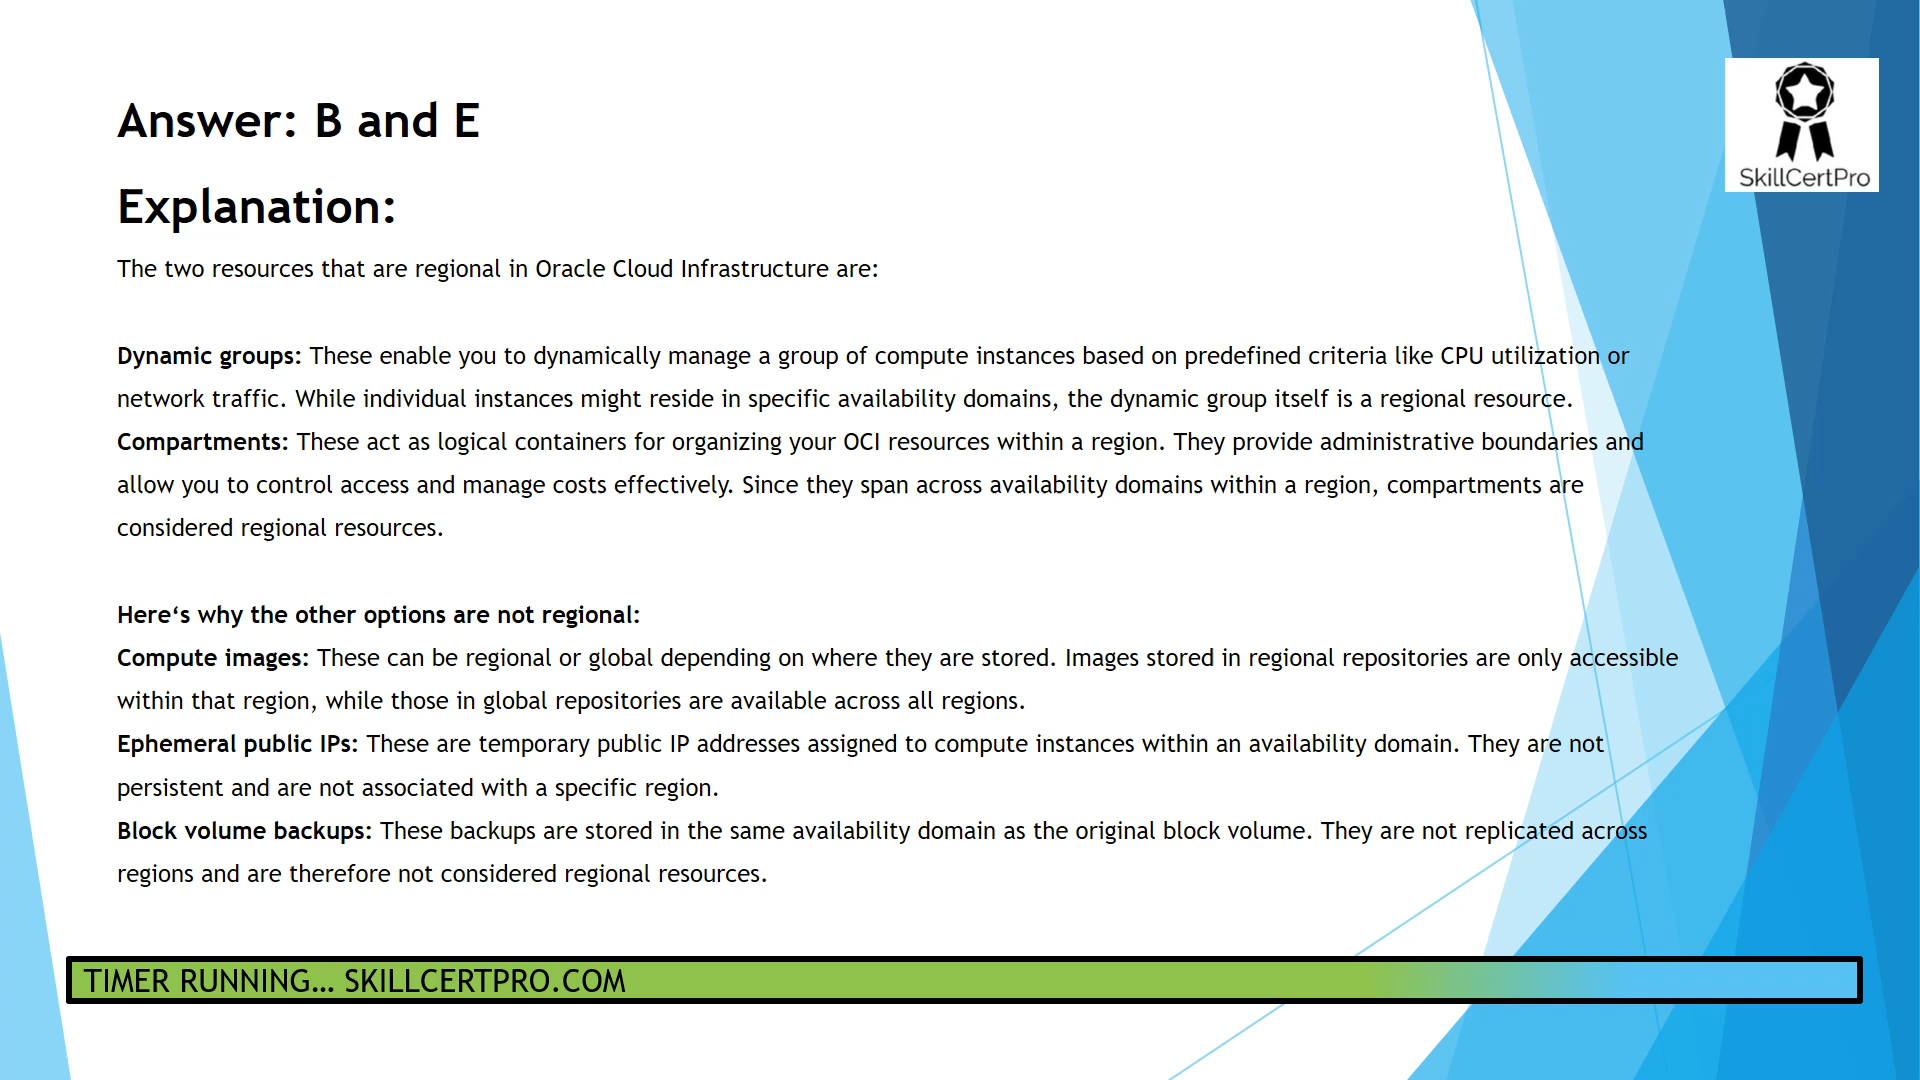 SkillCertPro
Answer: B and E
Explanation:
The two resources that are regional in Oracle Cloud Infrastructure are:
Dynamic groups: These enable you to dynamically manage a group of compute instances based on predefined criteria like CPU utilization or
network traffic. While individual instances might reside in specific availability domains, the dynamic group itself is a regional resource.
Compartments: These act as logical containers for organizing your OCI resources within a region. They provide administrative boundaries and
allow you to control access and manage costs effectively. Since they span across availability domains within a region, compartments are
considered regional resources.
Here‘s why the other options are not regional:
Compute images: These can be regional or global depending on where they are stored. Images stored in regional repositories are only accessible
within that region, while those in global repositories are available across all regions.
Ephemeral public IPs: These are temporary public IP addresses assigned to compute instances within an availability domain. They are not
persistent and are not associated with a specific region.
Block volume backups: These backups are stored in the same availability domain as the original block volume. They are not replicated across
regions and are therefore not considered regional resources.
TIMER RUNNING… SKILLCERTPRO.COM